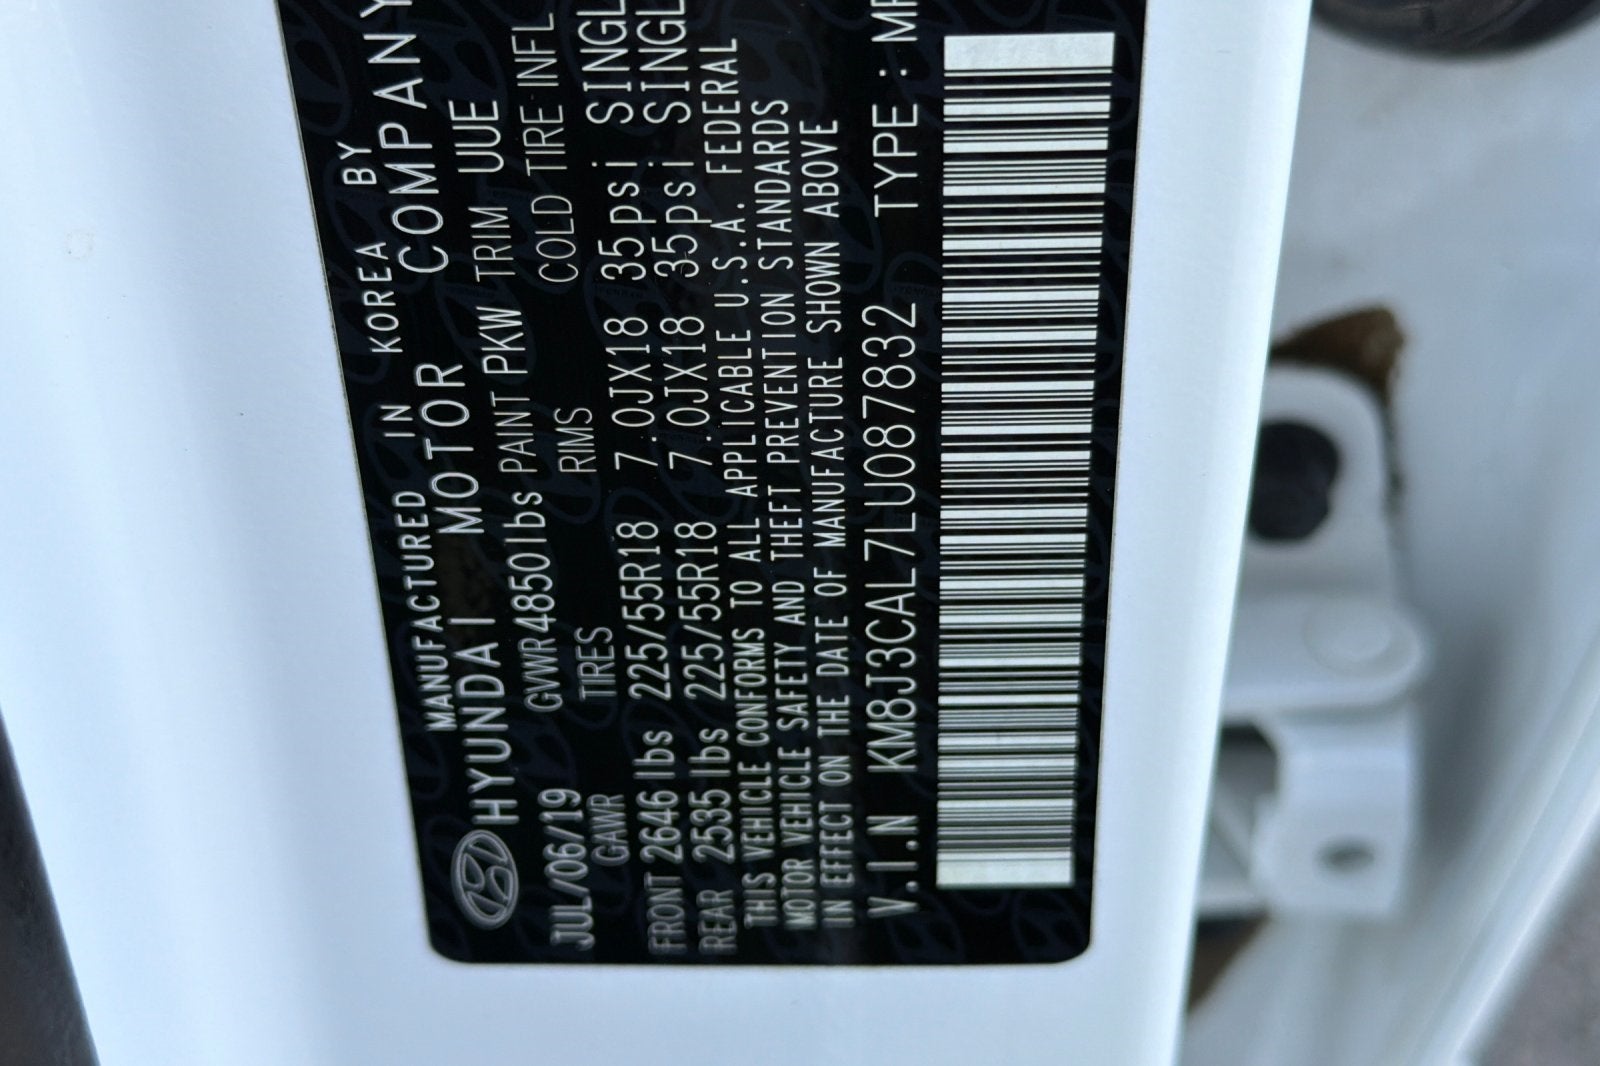 MANUFACTURED IN KOREA BY
HYUNDAI MOTOR COMPANY
JUL/06/19 GVWR 4850lbs PAINT PKW TRIM UUE
GAWR TIRES RIMS COLD TIRE INFL
FRONT 2646lbs 225/55R18 7.0JX18 35psi SINGL
REAR 2535lbs 225/55R18 7.0JX18 35psi SINGL
THIS VEHICLE CONFORMS TO ALL APPLICABLE U.S.A. FEDERAL
MOTOR VEHICLE SAFETY AND THEFT PREVENTION STANDARDS
IN EFFECT ON THE DATE OF MANUFACTURE SHOWN ABOVE
V.I.N KM8J3CAL7LU087832 TYPE : MP